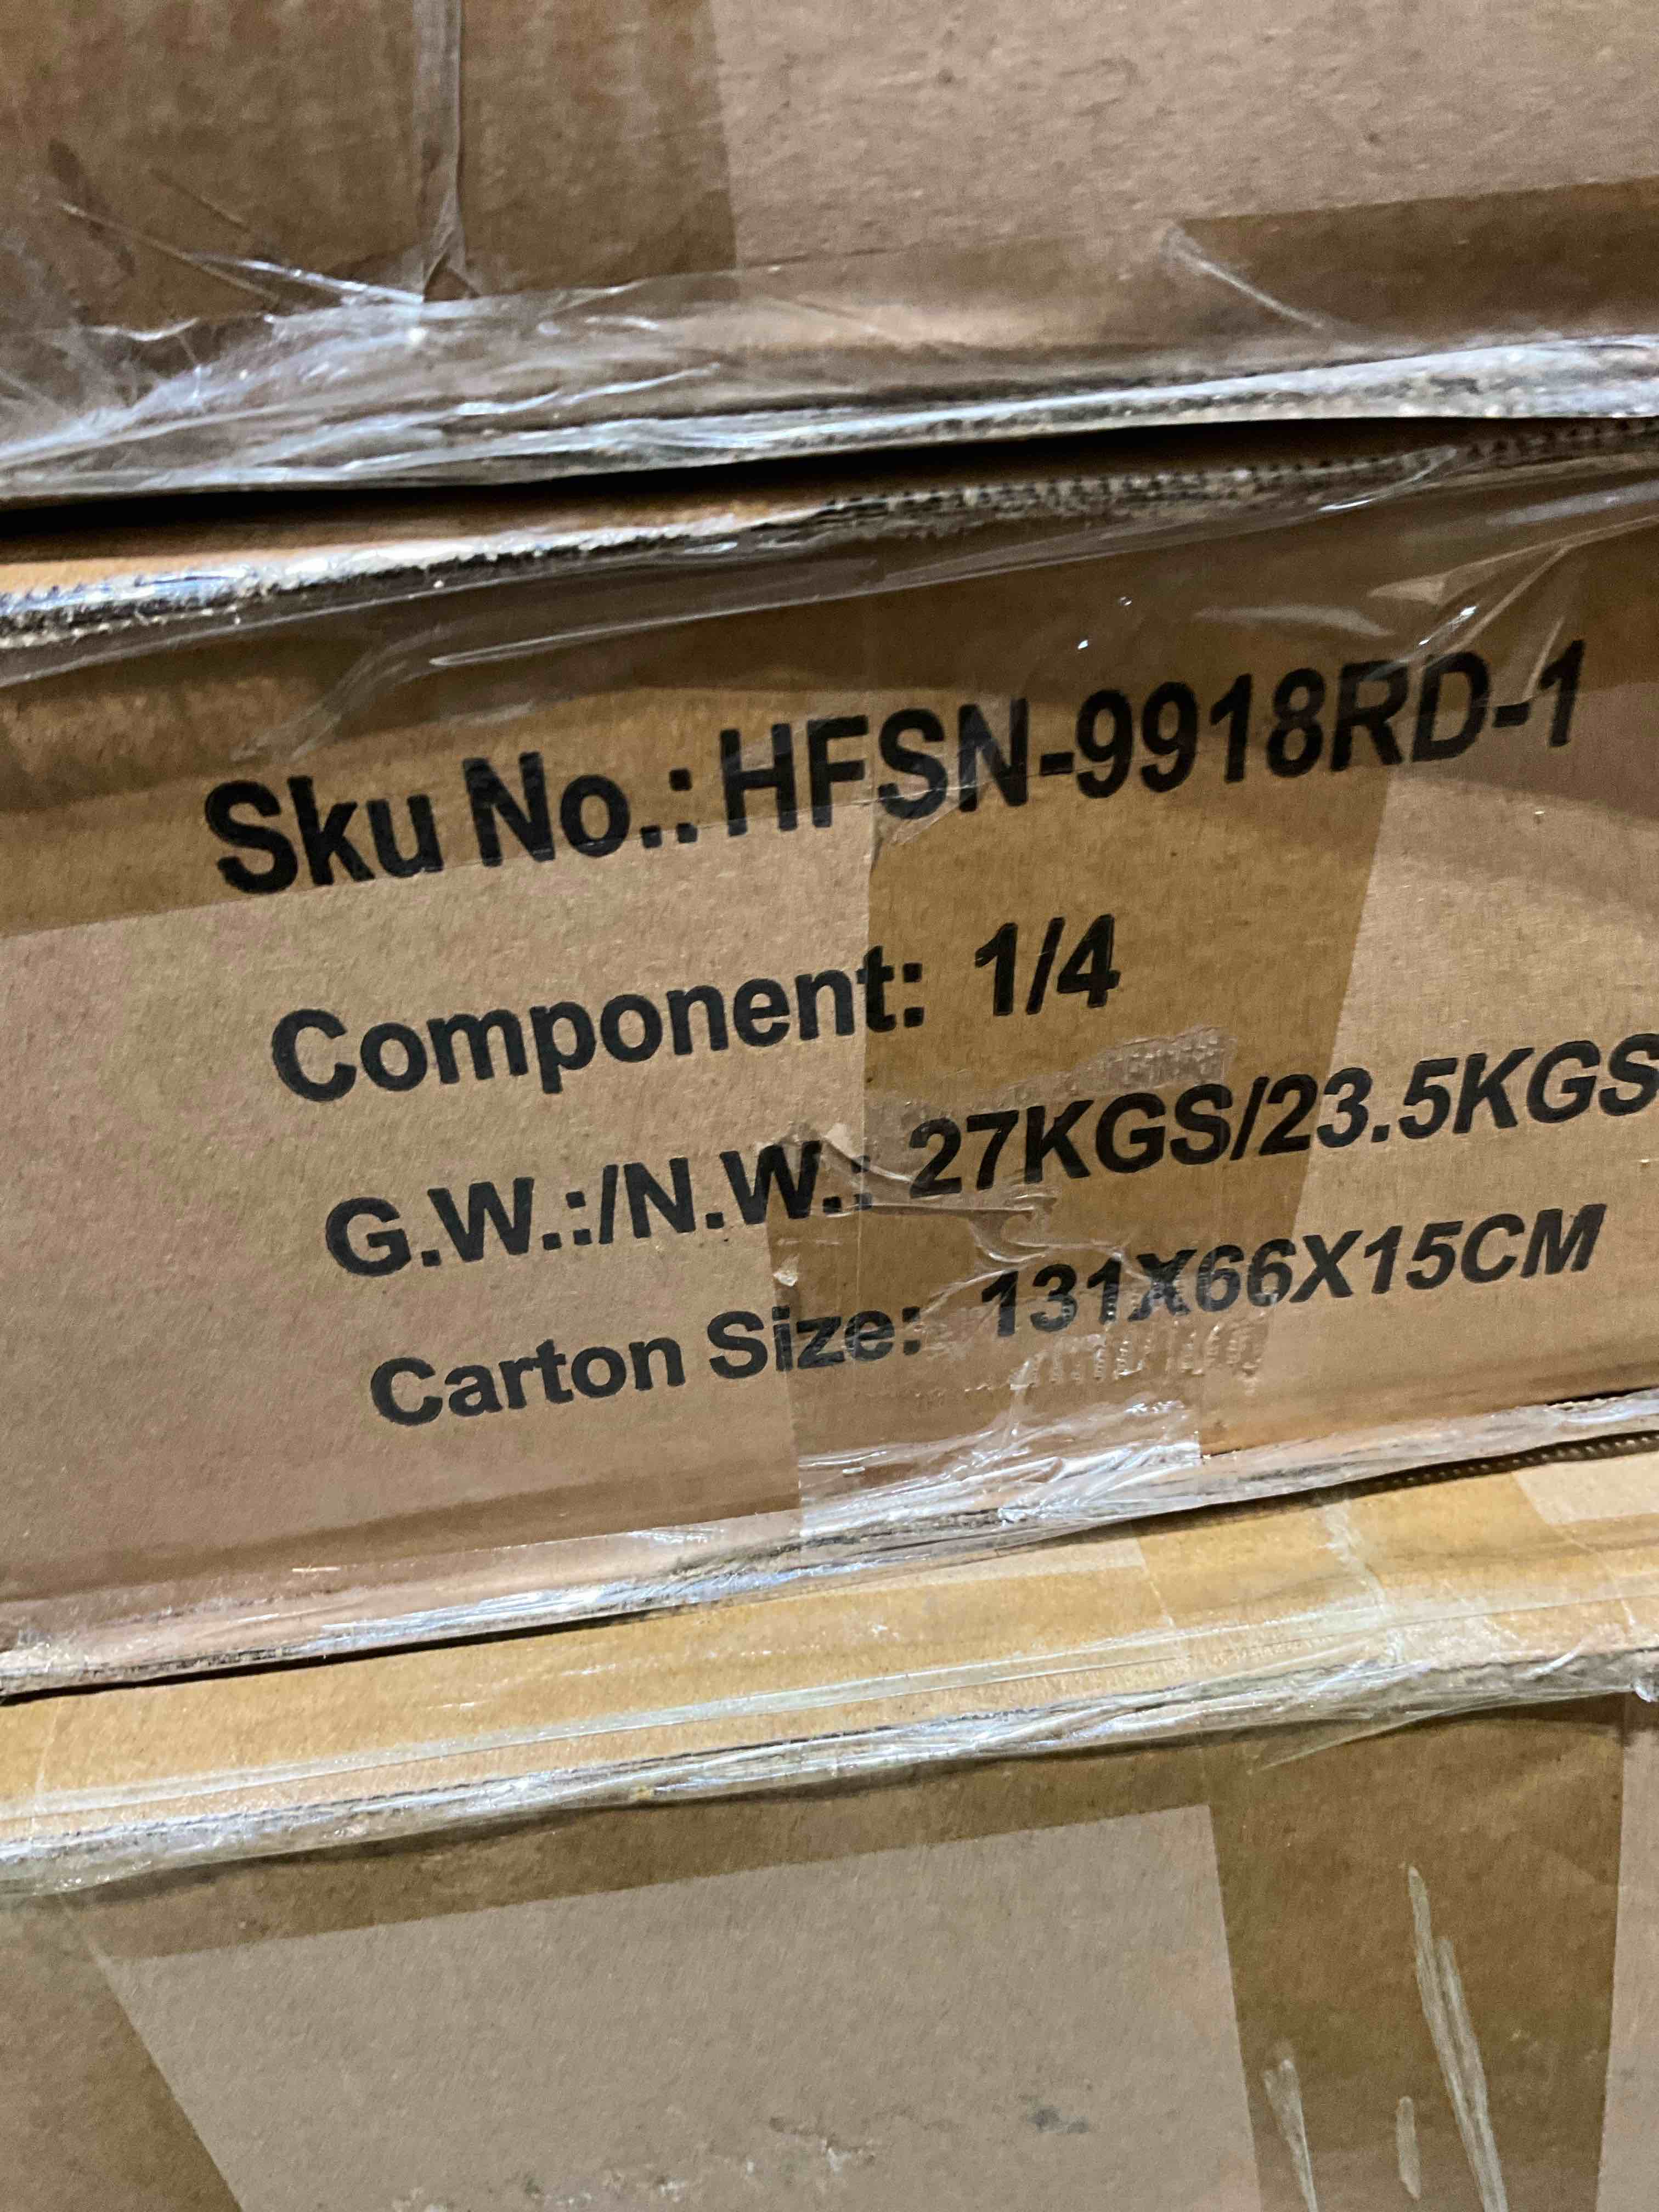 Sku No.: HFSN-9918RD-1
Component: 1/4
G.W.:/N.W.: 27KGS/23.5KGS
Carton Size: 131X66X15CM